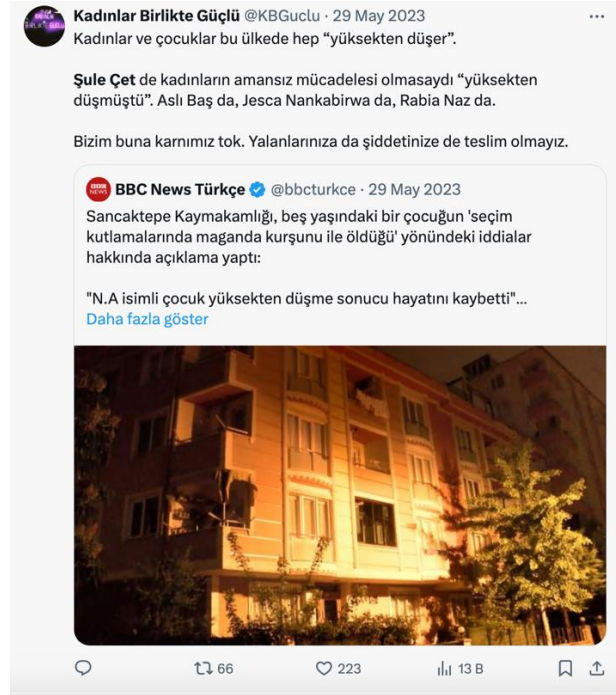 Kadınlar Birlikte Güçlü @KBGuclu · 29 May 2023
Kadınlar ve çocuklar bu ülkede hep “yüksekten düşer”.
Şule Çet de kadınların amansız mücadelesi olmasaydı “yüksekten
düşmüştü”. Aslı Baş da, Jesca Nankabirwa da, Rabia Naz da.
Bizim buna karnımız tok. Yalanlarınıza da şiddetinize de teslim olmayız.
BBC NEWS
BBC News Türkçe @bbcturkce · 29 May 2023
Sancaktepe Kaymakamlığı, beş yaşındaki bir çocuğun 'seçim
kutlamalarında maganda kurşunu ile öldüğü' yönündeki iddialar
hakkında açıklama yaptı:
"N.A isimli çocuk yüksekten düşme sonucu hayatını kaybetti"...
Daha fazla göster
66
223
13 B